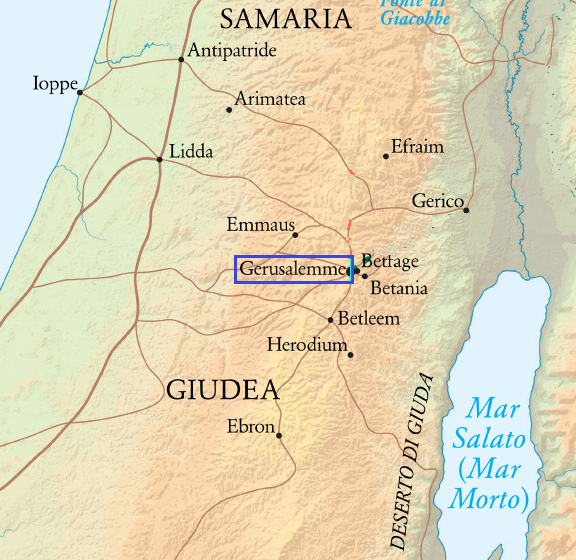 SAMARIA
Fonte di
Giacobbe
Antipatride
Ioppe
Arimatea
Efraim
Lidda
Gerico
Emmaus
Gerusalemme
Betfage
Betania
Betleem
Herodium
GIUDEA
Ebron
DESERTO DI GIUDA
Mar
Salato
(Mar
Morto)